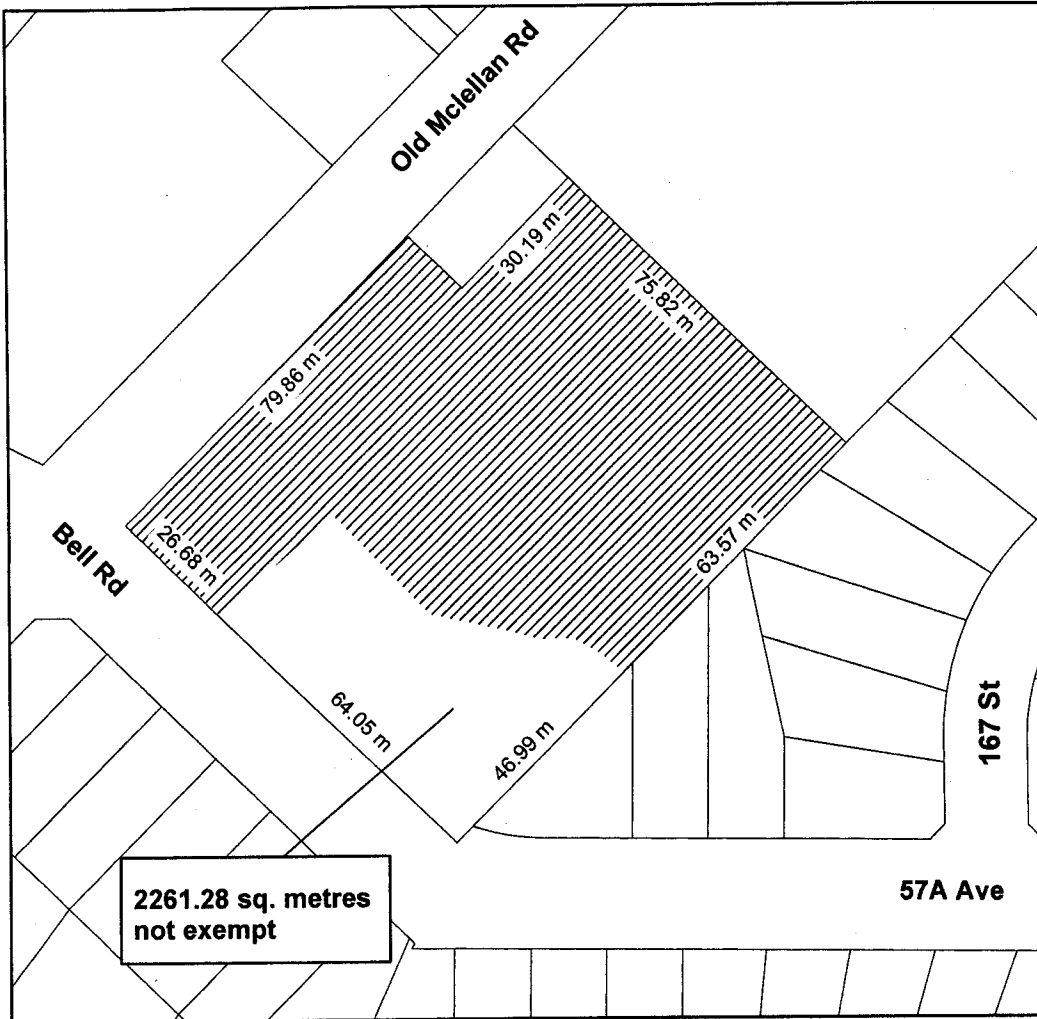 Old Mclellan Rd
30.19 m
75.82 m
79.86 m
26.68 m
Bell Rd
63.57 m
64.05 m
46.99 m
167 St
2261.28 sq. metres
not exempt
57A Ave